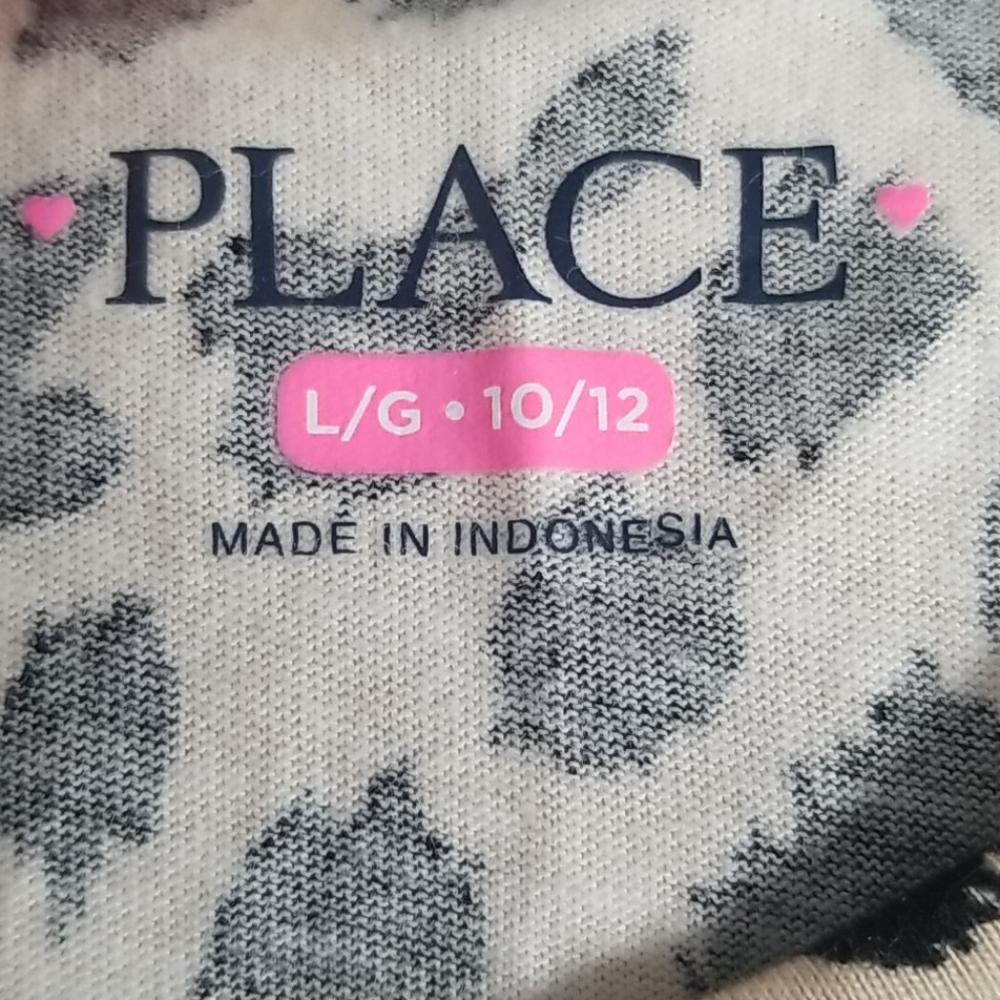 PLACE
L/G • 10/12
MADE IN INDONESIA